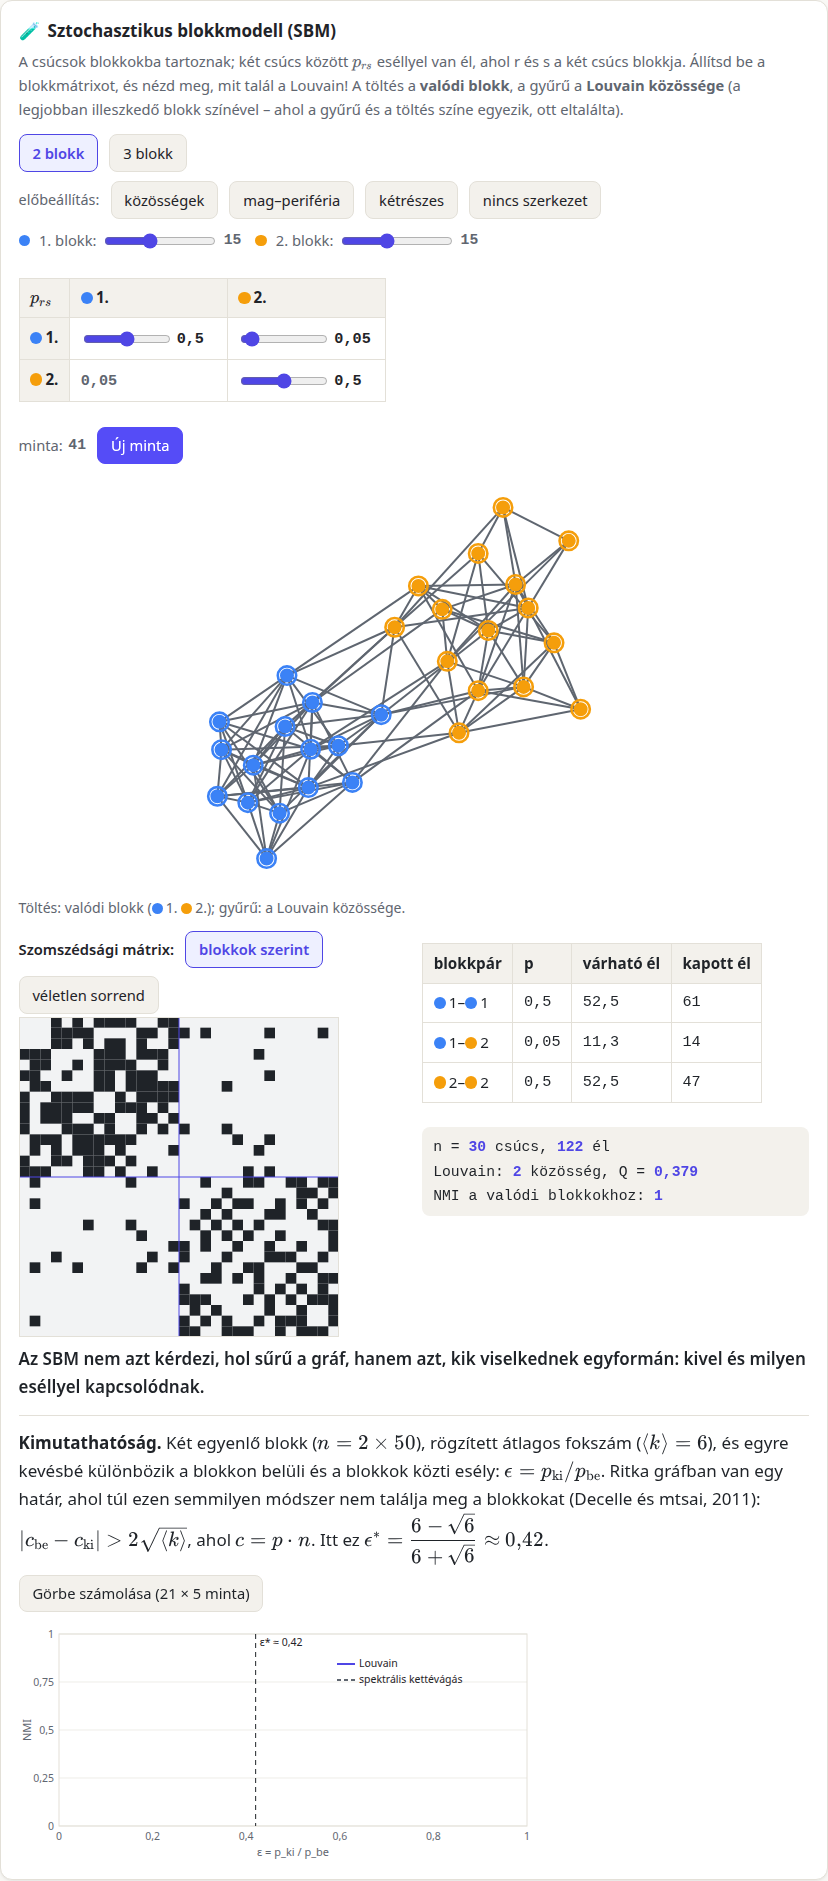 🧪 Sztochasztikus blokkmodell (SBM)
A csúcsok blokkokba tartoznak; két csúcs között p_rs eséllyel van él, ahol r és s a két csúcs blokkja. Állítsd be a
blokkmátrixot, és nézd meg, mit talál a Louvain! A töltés a valódi blokk, a gyűrű a Louvain közössége (a
legjobban illeszkedő blokk színével – ahol a gyűrű és a töltés színe egyezik, ott eltalálta).
2 blokk 3 blokk
előbeállítás: közösségek mag–periféria kétrészes nincs szerkezet
1. blokk: 15 2. blokk: 15
p_rs 1. 2.
1. 0,5 0,05
2. 0,05 0,5
minta: 41 Új minta
Töltés: valódi blokk (1. 2.); gyűrű: a Louvain közössége.
Szomszédsági mátrix: blokkok szerint
véletlen sorrend
blokkpár p várható él kapott él
1–1 0,5 52,5 61
1–2 0,05 11,3 14
2–2 0,5 52,5 47
n = 30 csúcs, 122 él
Louvain: 2 közösség, Q = 0,379
NMI a valódi blokkokhoz: 1
Az SBM nem azt kérdezi, hol sűrű a gráf, hanem azt, kik viselkednek egyformán: kivel és milyen
eséllyel kapcsolódnak.
Kimutathatóság. Két egyenlő blokk (n = 2 × 50), rögzített átlagos fokszám (⟨k⟩ = 6), és egyre
kevésbé különbözik a blokkon belüli és a blokkok közti esély: ϵ = p_ki/p_be. Ritka gráfban van egy
határ, ahol túl ezen semmilyen módszer nem találja meg a blokkokat (Decelle és mtsai, 2011):
|c_be − c_ki| > 2√⟨k⟩, ahol c = p · n. Itt ez ϵ* = (6 − √6)/(6 + √6) ≈ 0,42.
Görbe számolása (21 × 5 minta)
1
0,75
0,5
0,25
0
NMI
ε* ≈ 0,42
Louvain
spektrális kettévágás
0 0,2 0,4 0,6 0,8 1
ε = p_ki / p_be